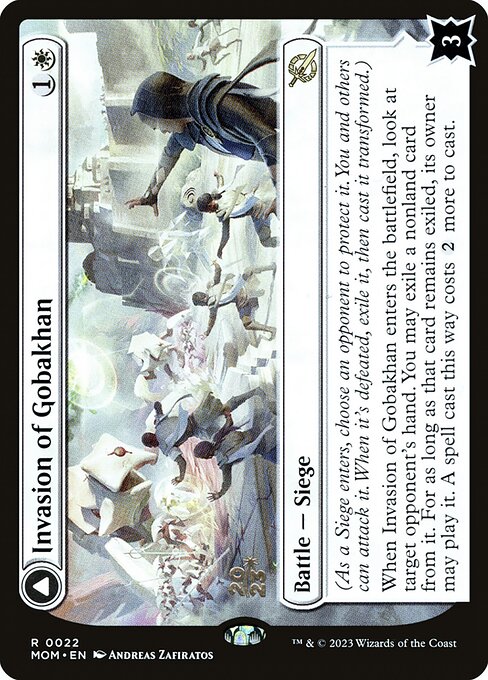 Invasion of Gobakhan
1
Battle — Siege
(As a Siege enters, choose an opponent to protect it. You and others
can attack it. When it's defeated, exile it, then cast it transformed.)
When Invasion of Gobakhan enters the battlefield, look at
target opponent's hand. You may exile a nonland card
from it. For as long as that card remains exiled, its owner
may play it. A spell cast this way costs 2 more to cast.
3
2023
R 0022
MOM • EN Andreas Zafiratos
™ & © 2023 Wizards of the Coast